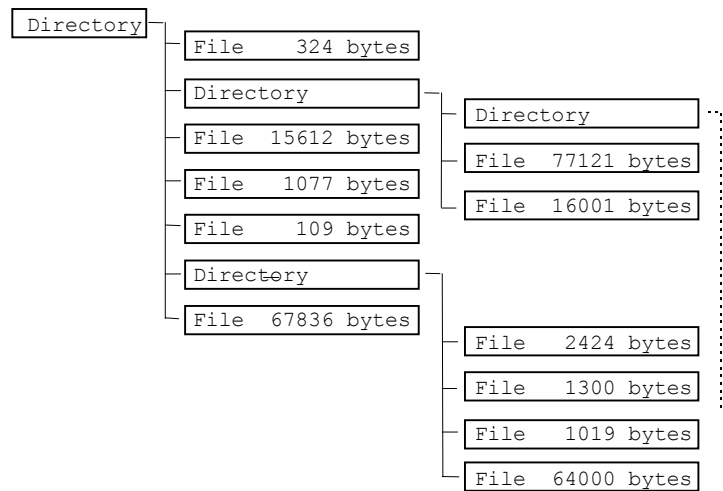 Directory
File 324 bytes
Directory
File 15612 bytes
File 1077 bytes
File 109 bytes
Directory
File 67836 bytes
Directory
File 77121 bytes
File 16001 bytes
File 2424 bytes
File 1300 bytes
File 1019 bytes
File 64000 bytes